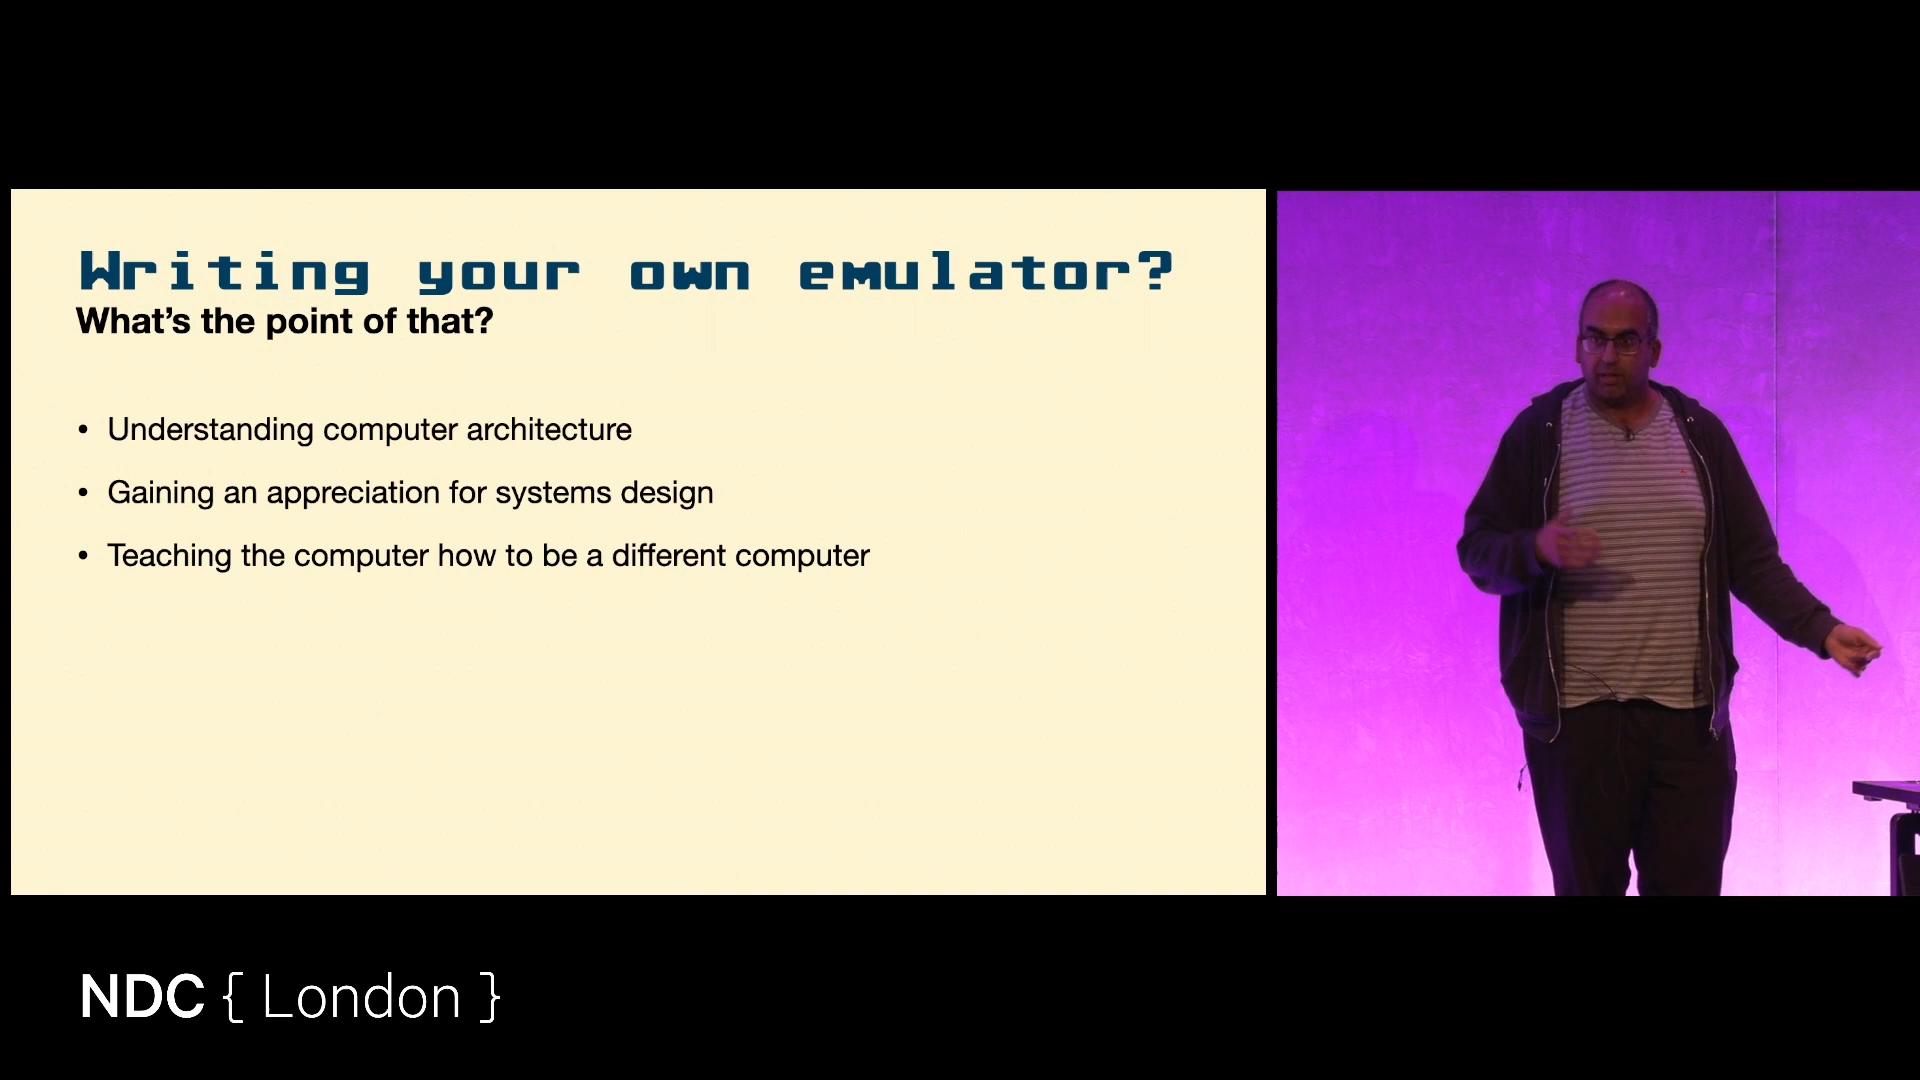 Writing your own emulator?
What’s the point of that?
• Understanding computer architecture
• Gaining an appreciation for systems design
• Teaching the computer how to be a different computer
NDC { London }